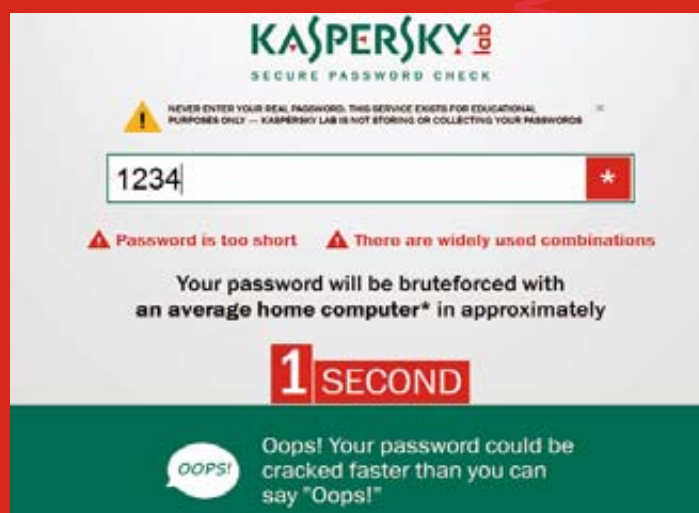 KASPERSKY lab
SECURE PASSWORD CHECK
NEVER ENTER YOUR REAL PASSWORD. THIS SERVICE EXISTS FOR EDUCATIONAL
PURPOSES ONLY — KASPERSKY LAB IS NOT STORING OR COLLECTING YOUR PASSWORDS
1234
*
Password is too short
There are widely used combinations
Your password will be bruteforced with
an average home computer* in approximately
1 SECOND
OOPS!
Oops! Your password could be
cracked faster than you can
say "Oops!"